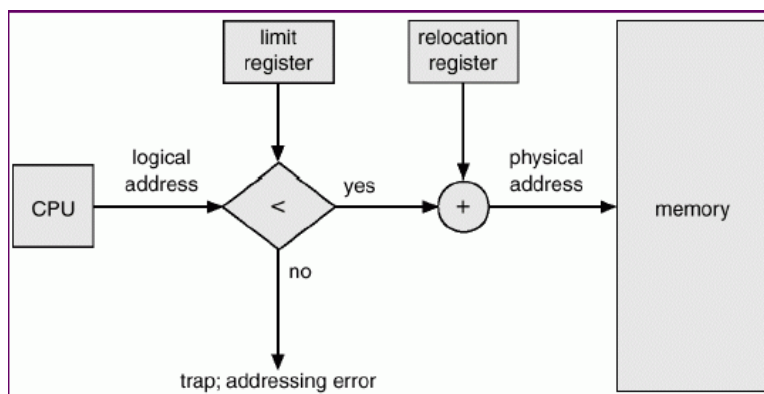 limit
register
relocation
register
logical
address
physical
address
CPU
<
yes
+
memory
no
trap; addressing error